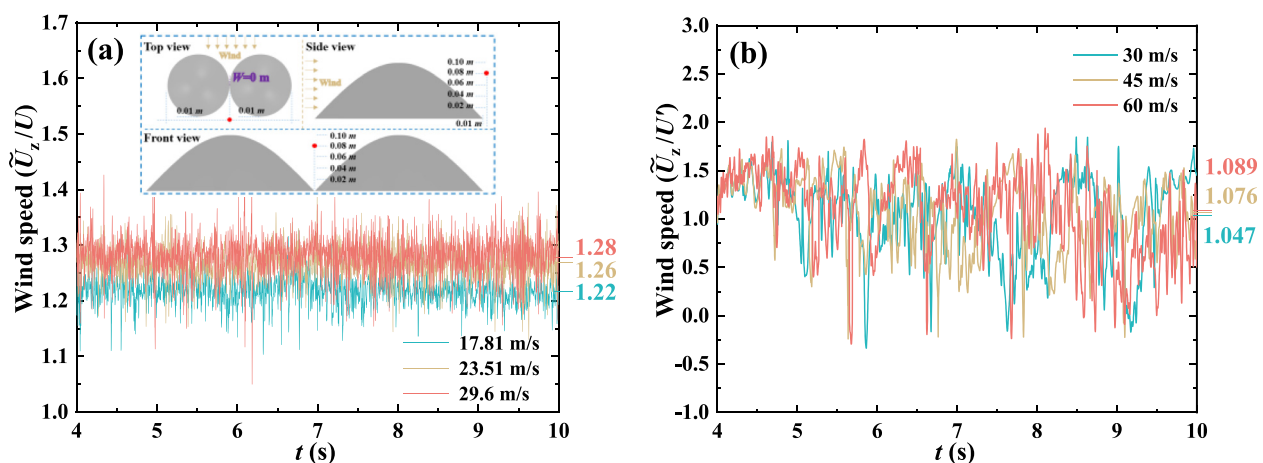 (a)
Top view
Wind
W=0 m
0.01 m 0.01 m
Side view
Wind
0.10 m
0.08 m
0.06 m
0.04 m
0.02 m
0.01 m
Front view
0.10 m
0.08 m
0.06 m
0.04 m
0.02 m
1.7
1.6
1.5
1.4
1.3
1.2
1.1
1.0
Wind speed (Ũz/U)
1.28
1.26
1.22
17.81 m/s
23.51 m/s
29.6 m/s
4 5 6 7 8 9 10
t (s)
(b)
30 m/s
45 m/s
60 m/s
3.0
2.5
2.0
1.5
1.0
0.5
0.0
-0.5
-1.0
Wind speed (Ũz/U')
1.089
1.076
1.047
4 5 6 7 8 9 10
t (s)